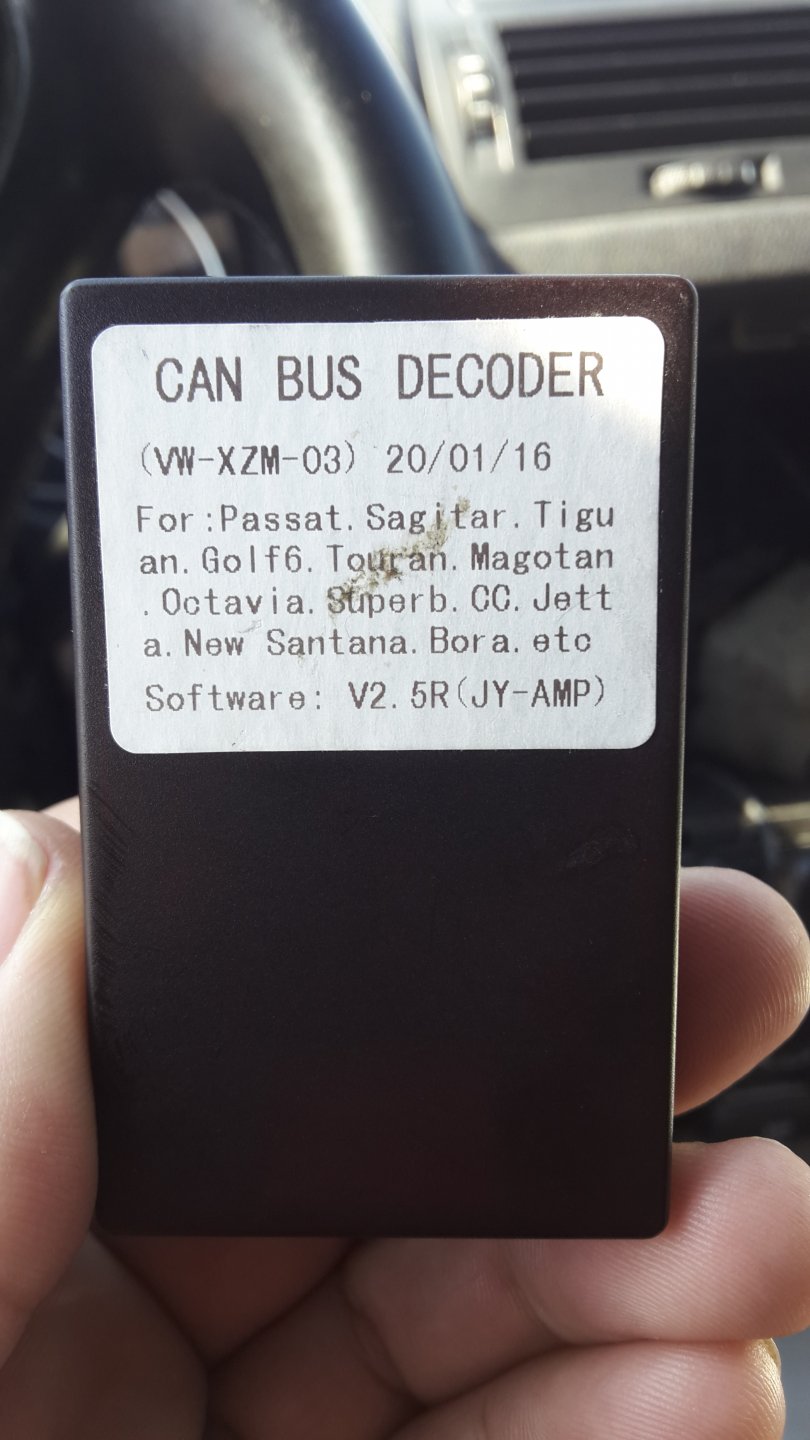 CAN BUS DECODER
(VW-XZM-03) 20/01/16
For:Passat. Sagitar. Tigu
an. Golf6. Touran. Magotan
. Octavia. Superb. CC. Jett
a. New Santana. Bora. etc
Software: V2.5R(JY-AMP)